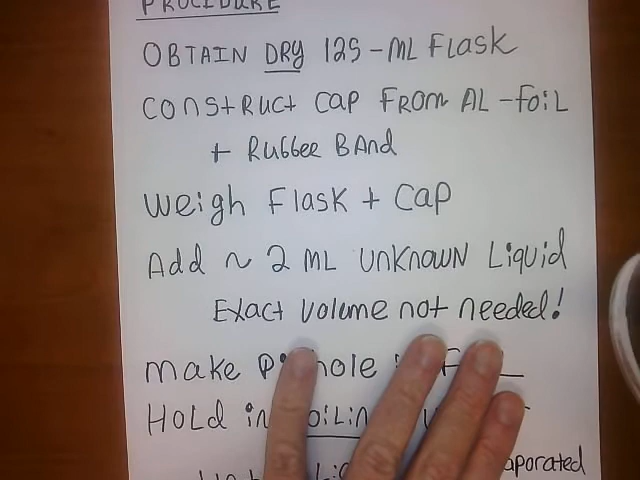 PROCEDURE
OBTAIN DRY 125-ML Flask
CONStRUCt CAP FROM AL-FoiL
+ RubbeR BANd
Weigh Flask + CAP
Add ~ 2 ML UNKNOWN Liquid
Exact Volume not needed!
make hole
HOLd in
aporated